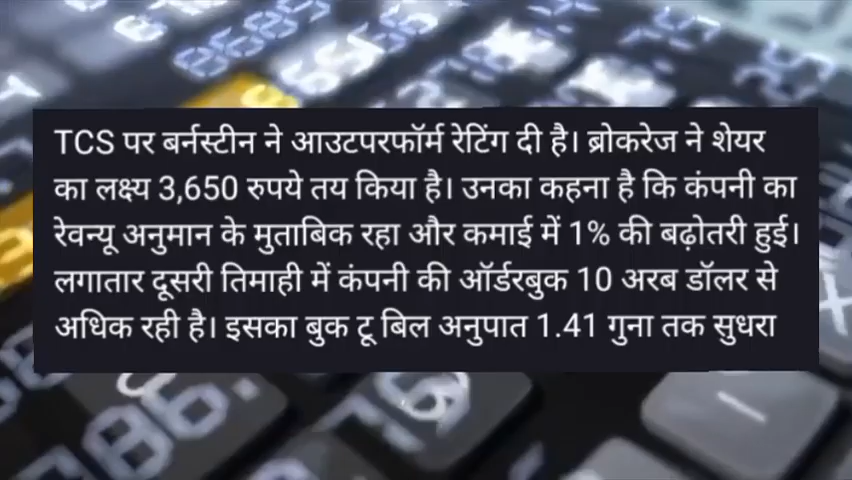 TCS पर बर्नस्टीन ने आउटपरफॉर्म रेटिंग दी है। ब्रोकरेज ने शेयर
का लक्ष्य 3,650 रुपये तय किया है। उनका कहना है कि कंपनी का
रेवन्यू अनुमान के मुताबिक रहा और कमाई में 1% की बढ़ोतरी हुई।
लगातार दूसरी तिमाही में कंपनी की ऑर्डरबुक 10 अरब डॉलर से
अधिक रही है। इसका बुक टू बिल अनुपात 1.41 गुना तक सुधरा